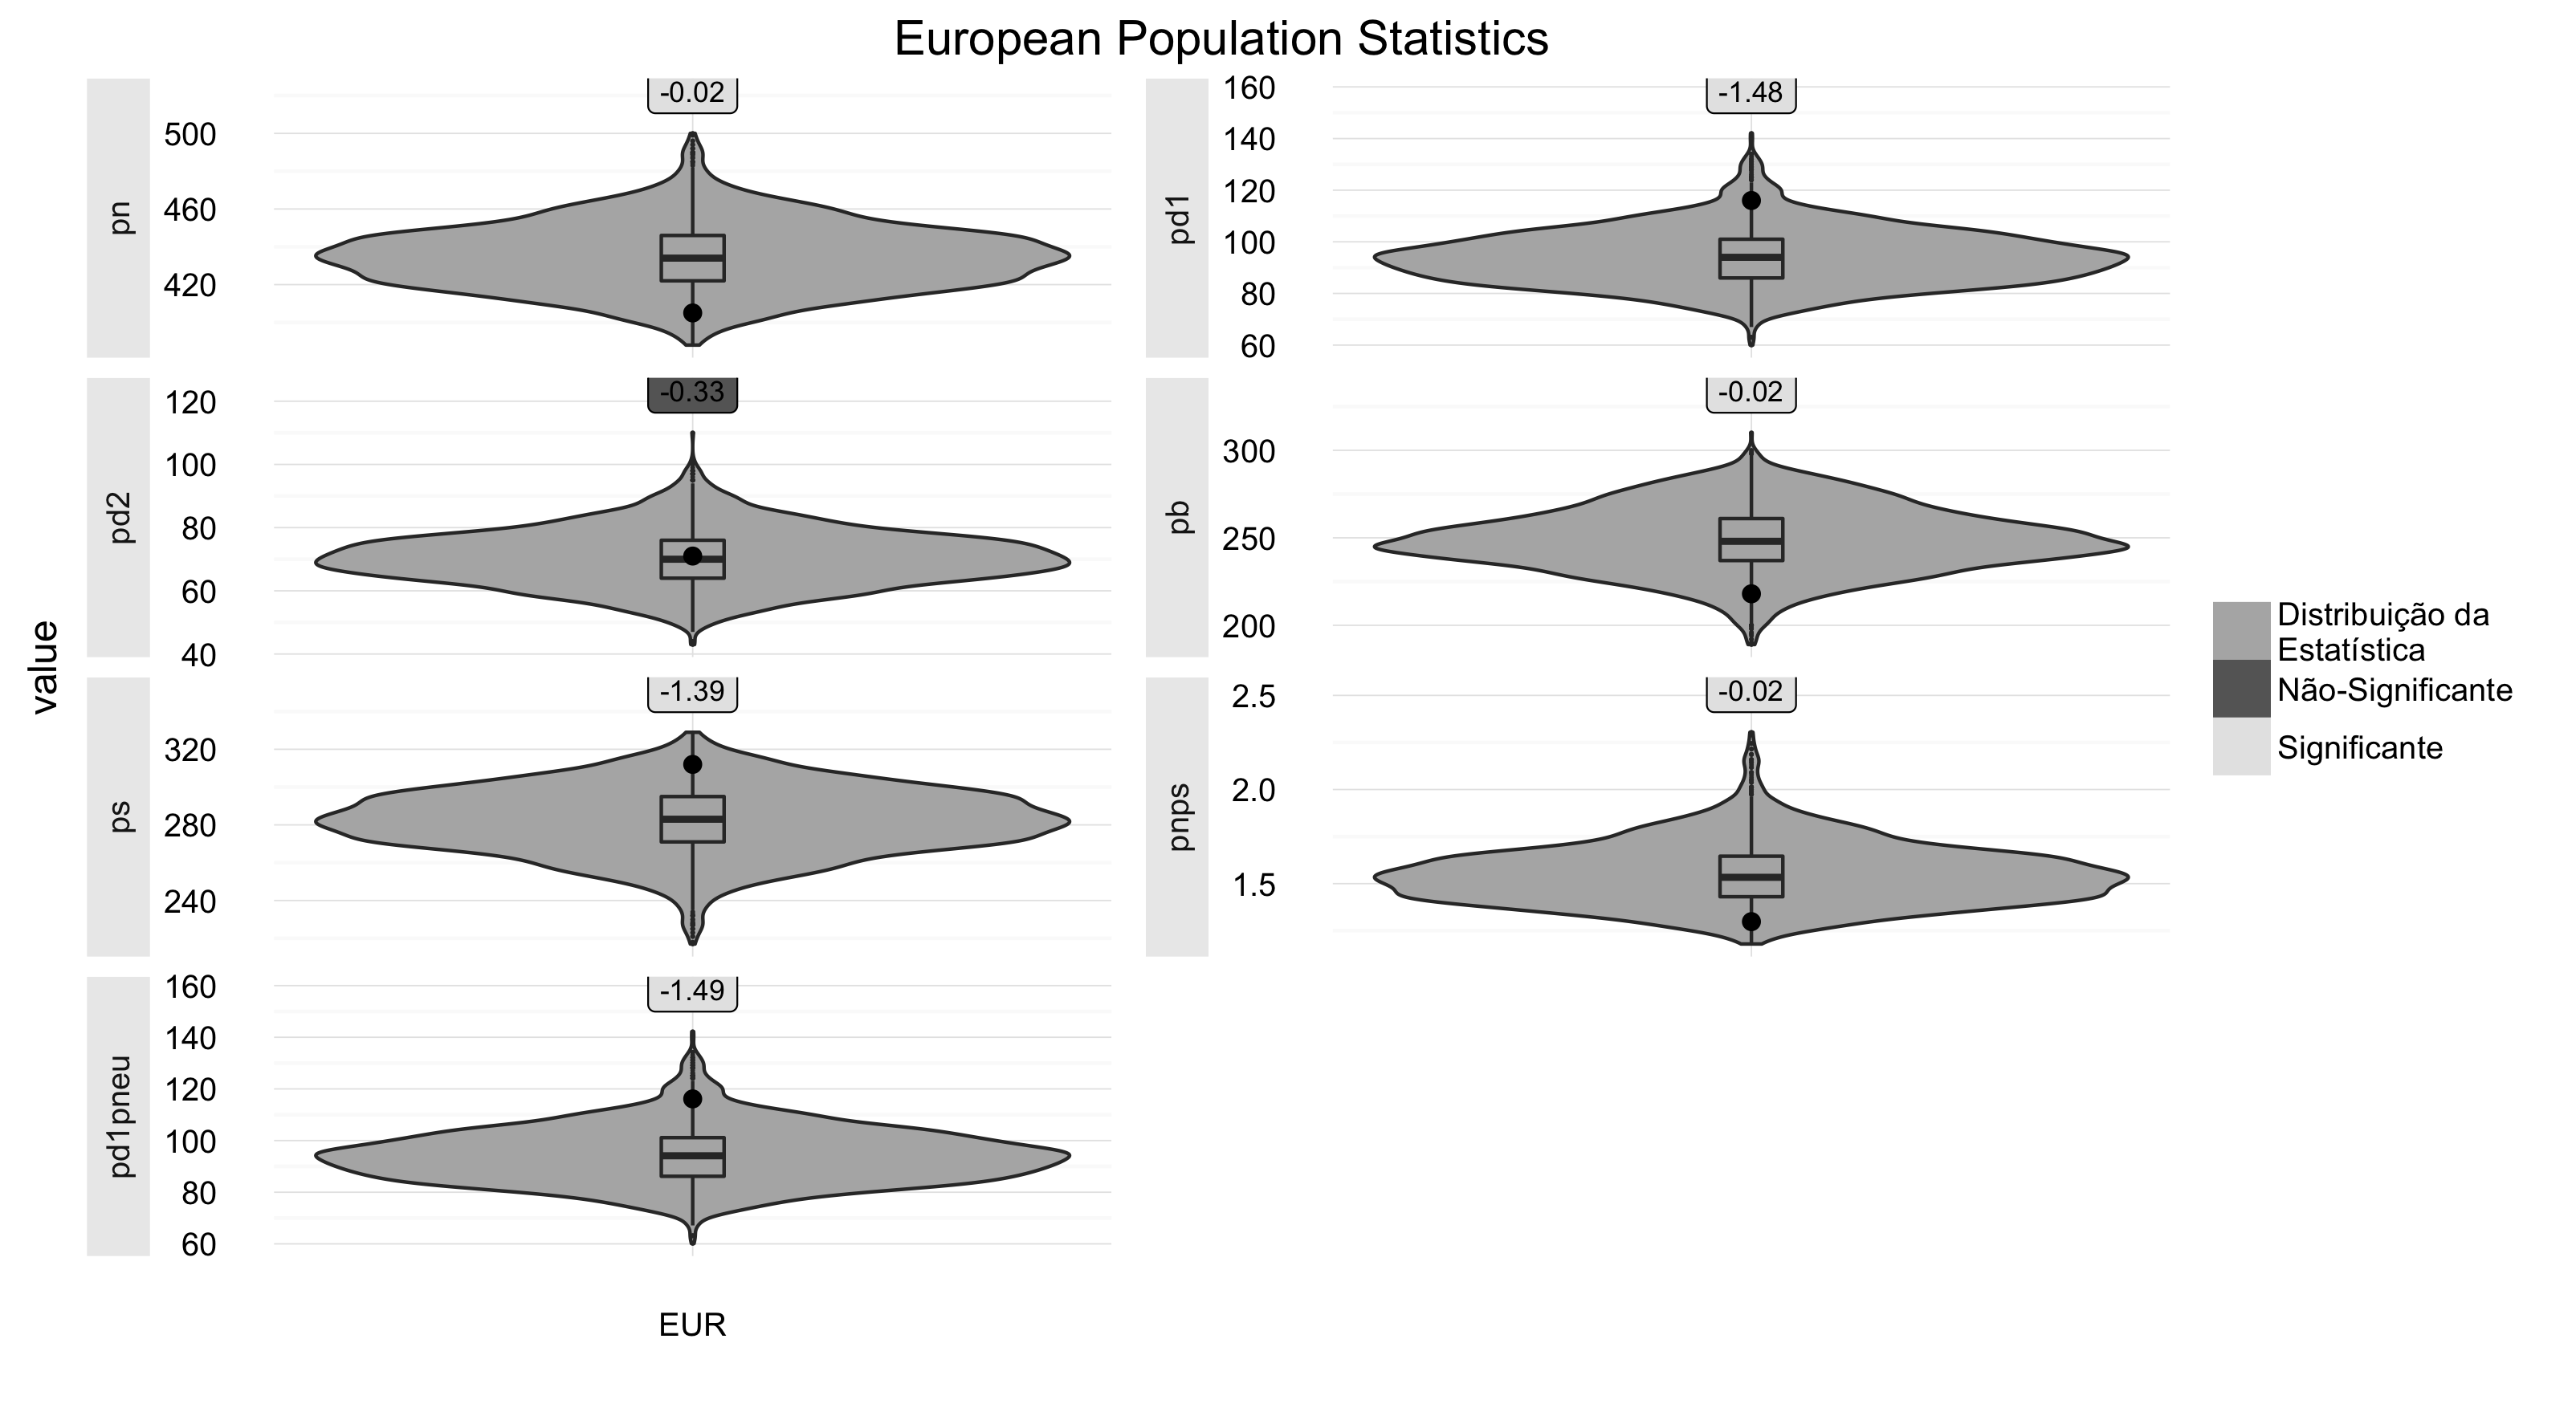 European Population Statistics
value
pn
500
460
420
-0.02
pd1
160
140
120
100
80
60
-1.48
pd2
120
100
80
60
40
-0.33
pb
300
250
200
-0.02
ps
320
280
240
-1.39
pnps
2.5
2.0
1.5
-0.02
pd1pneu
160
140
120
100
80
60
-1.49
EUR
Distribuição da
Estatística
Não-Significante
Significante